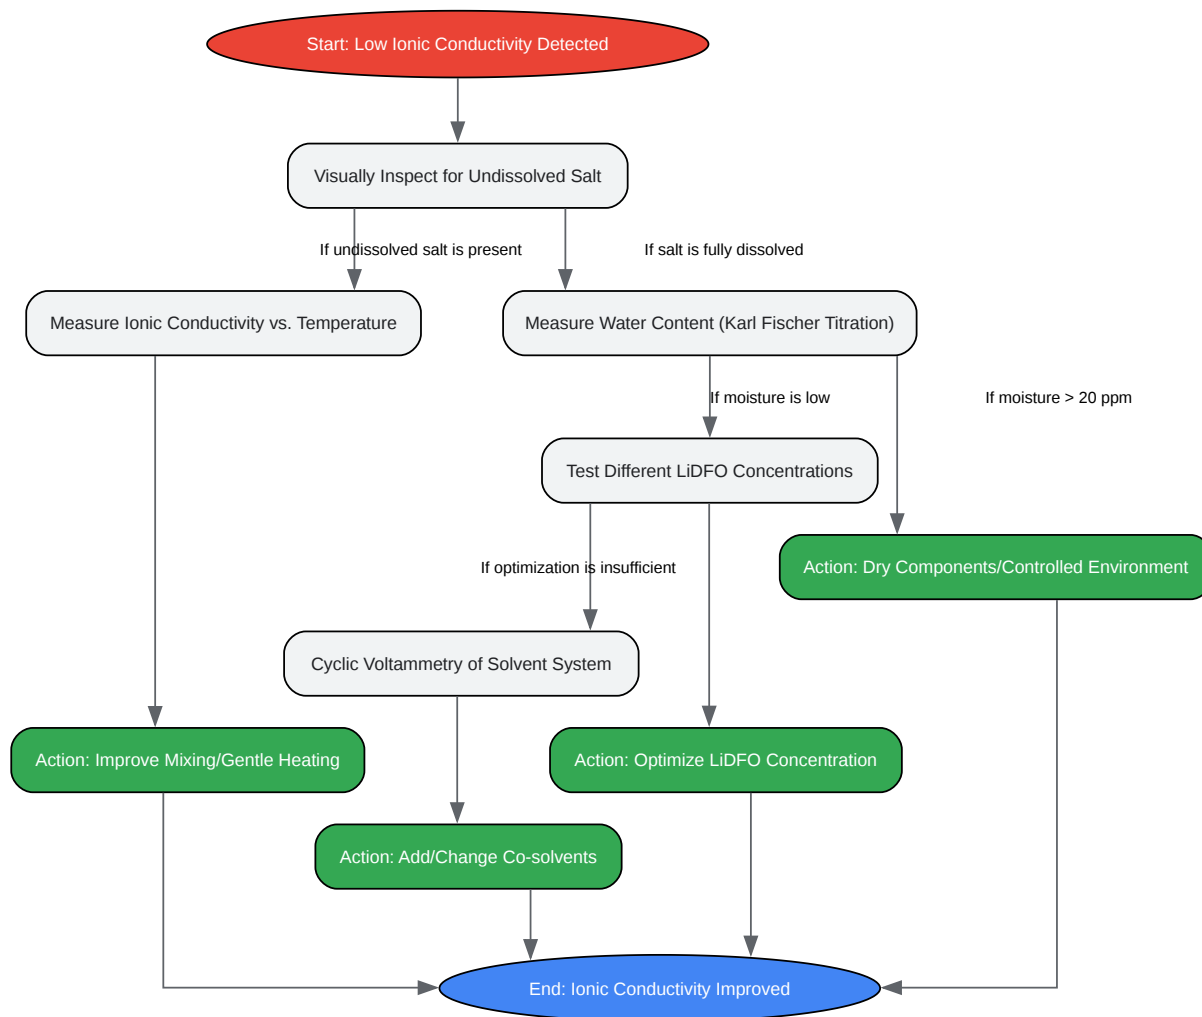 Start: Low Ionic Conductivity Detected
Visually Inspect for Undissolved Salt
If undissolved salt is present
If salt is fully dissolved
Measure Ionic Conductivity vs. Temperature
Measure Water Content (Karl Fischer Titration)
If moisture is low
If moisture > 20 ppm
Test Different LiDFO Concentrations
If optimization is insufficient
Action: Dry Components/Controlled Environment
Cyclic Voltammetry of Solvent System
Action: Improve Mixing/Gentle Heating
Action: Optimize LiDFO Concentration
Action: Add/Change Co-solvents
End: Ionic Conductivity Improved